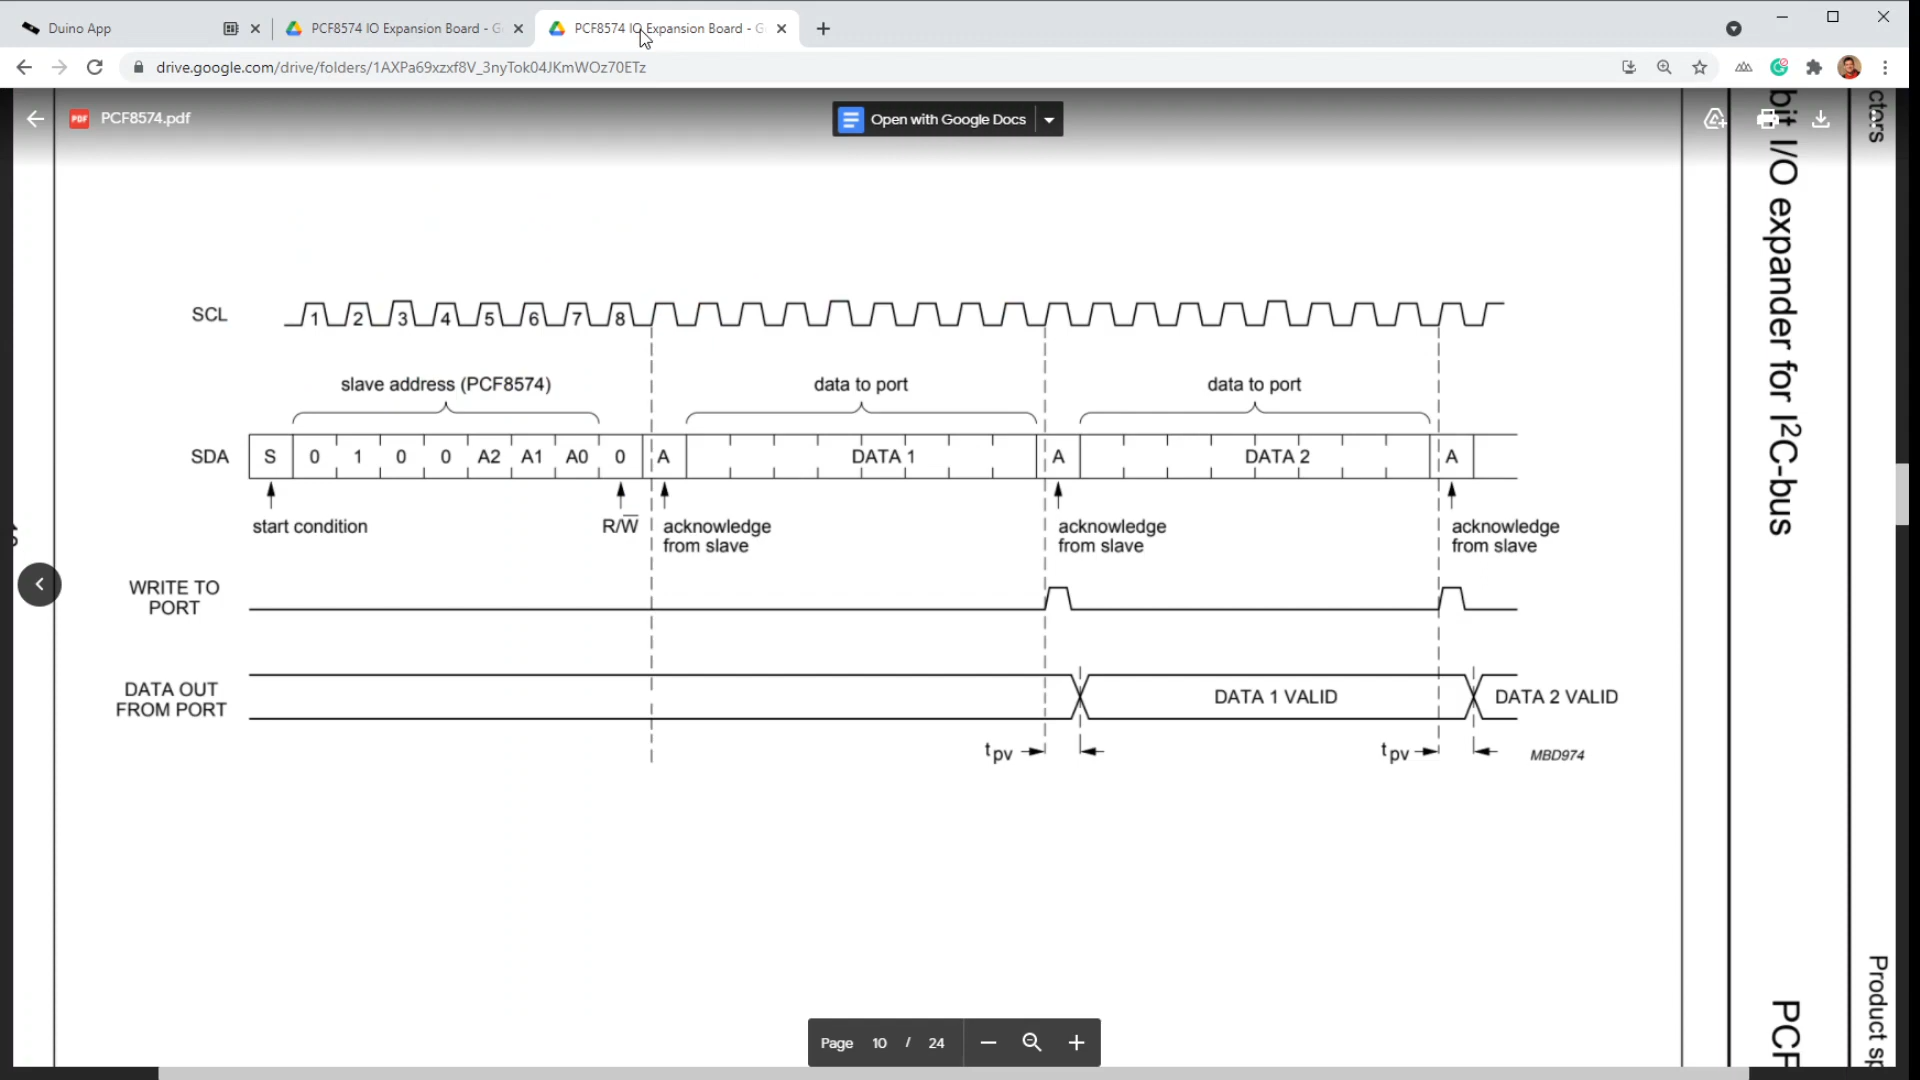 Duino App
PCF8574 IO Expansion Board - G
PCF8574 IO Expansion Board - G
drive.google.com/drive/folders/1AXPa69xzxf8V_3nyTok04JKmWOz70ETz
PDF
PCF8574.pdf
Open with Google Docs
SCL
1 2 3 4 5 6 7 8
slave address (PCF8574)
data to port
data to port
SDA
S 0 1 0 0 A2 A1 A0 0 A DATA 1 A DATA 2 A
start condition
R/W̅
acknowledge
from slave
acknowledge
from slave
acknowledge
from slave
WRITE TO
PORT
DATA OUT
FROM PORT
DATA 1 VALID
DATA 2 VALID
tpv
tpv
MBD974
bit I/O expander for I²C-bus
PCF
ctors
Product sp
Page 10 / 24